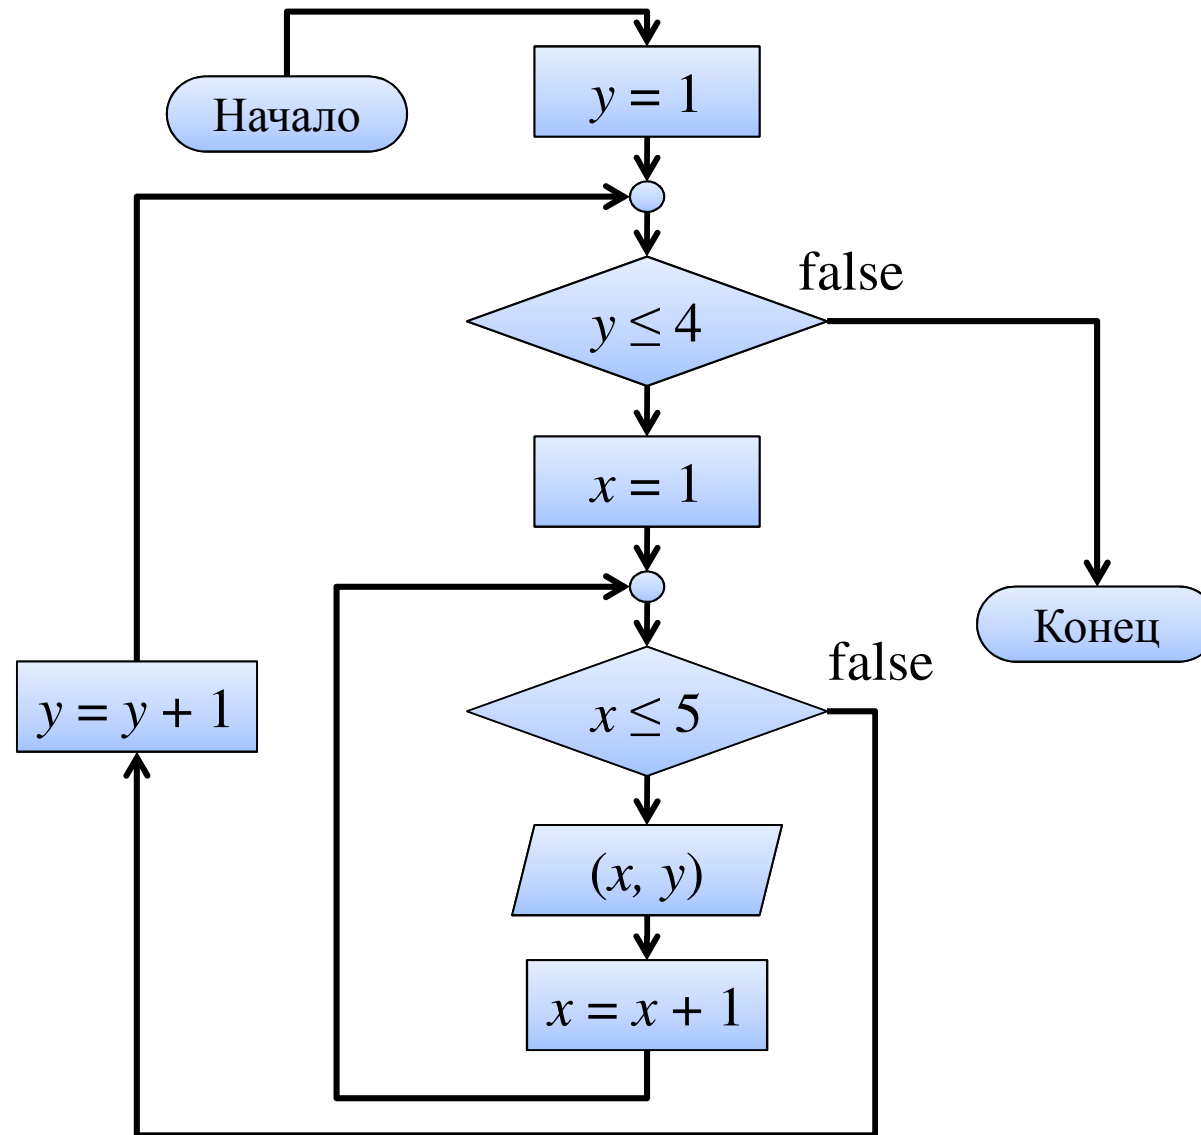 Начало
y = 1
y ≤ 4
false
x = 1
Конец
x ≤ 5
false
y = y + 1
(x, y)
x = x + 1